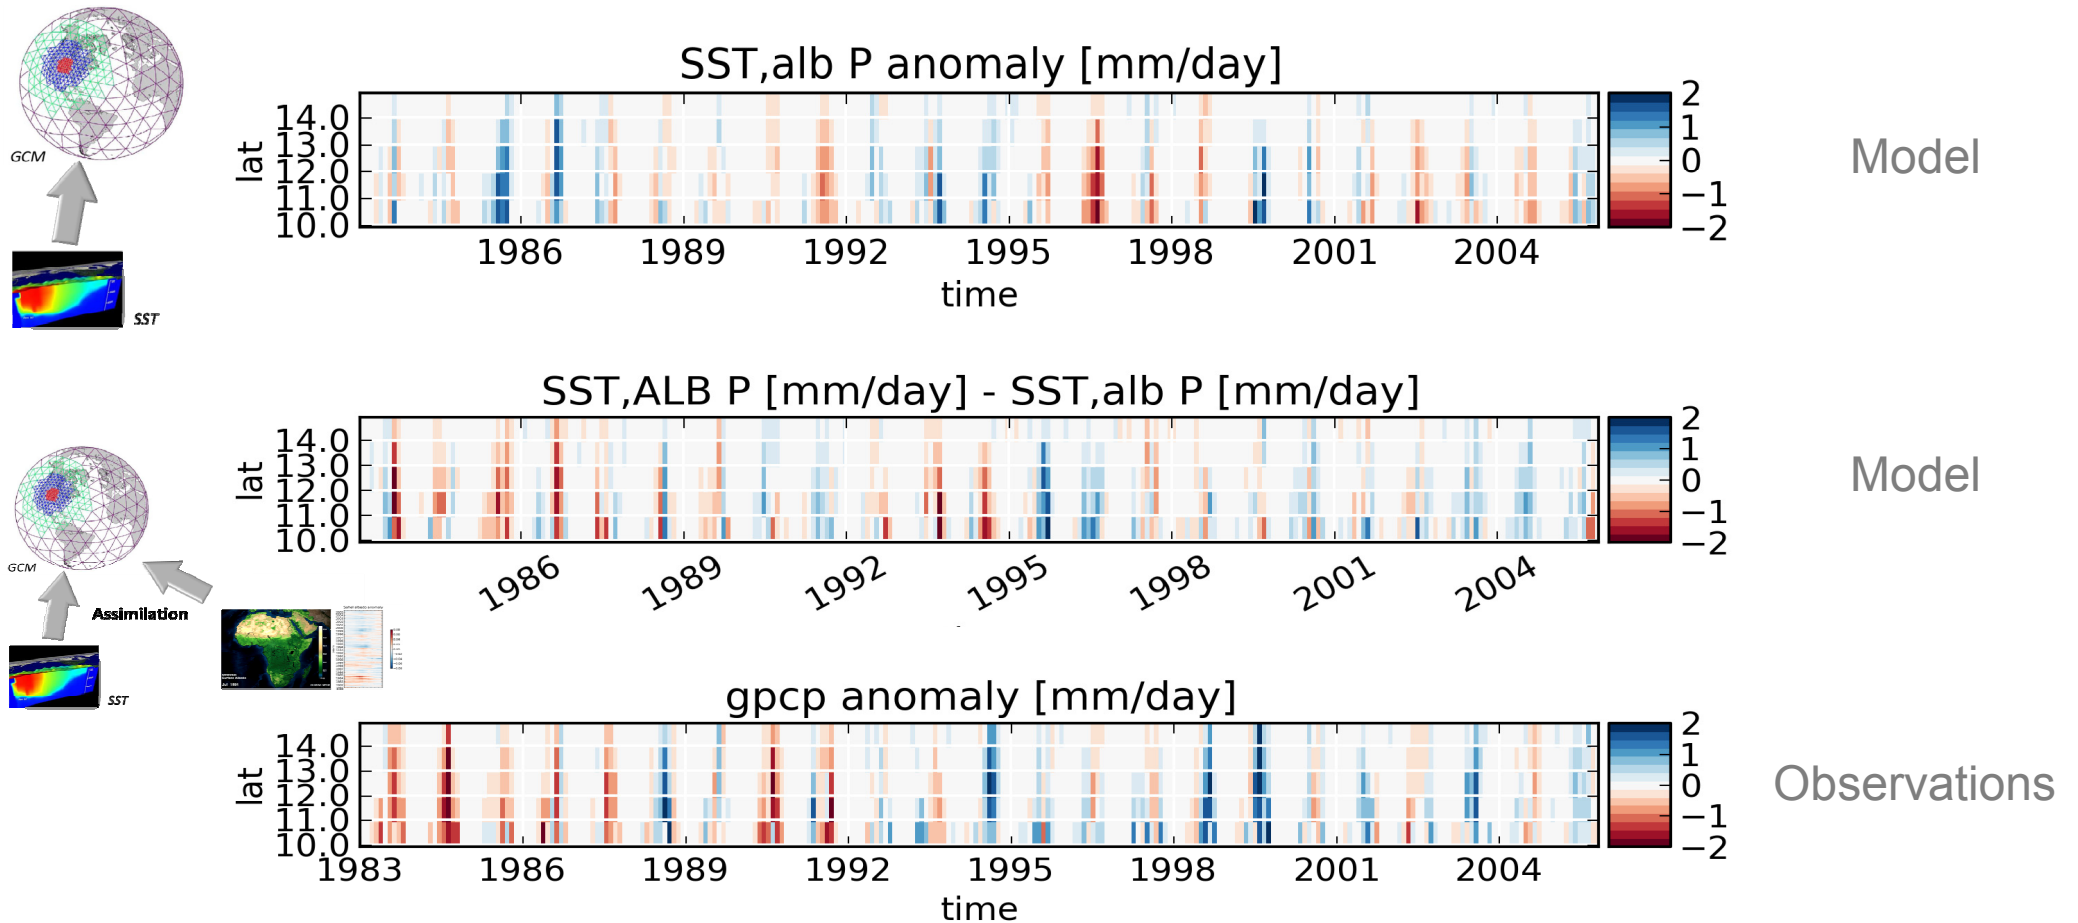 SST,alb P anomaly [mm/day]
14.0
13.0
12.0
11.0
10.0
lat
1986 1989 1992 1995 1998 2001 2004
time
2
1
0
−1
−2
Model
GCM
SST
SST,ALB P [mm/day] - SST,alb P [mm/day]
14.0
13.0
12.0
11.0
10.0
lat
1986 1989 1992 1995 1998 2001 2004
2
1
0
−1
−2
Model
GCM
Assimilation
SST
gpcp anomaly [mm/day]
14.0
13.0
12.0
11.0
10.0
lat
1983 1986 1989 1992 1995 1998 2001 2004
time
2
1
0
−1
−2
Observations